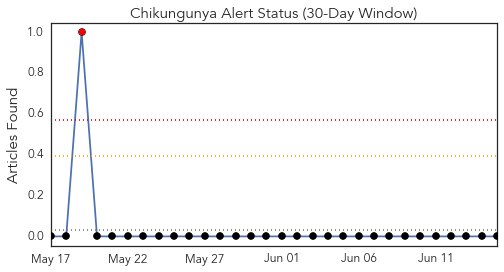 Chikungunya Alert Status (30-Day Window)
Articles Found
1.0
0.8
0.6
0.4
0.2
0.0
May 17 May 22 May 27 Jun 01 Jun 06 Jun 11